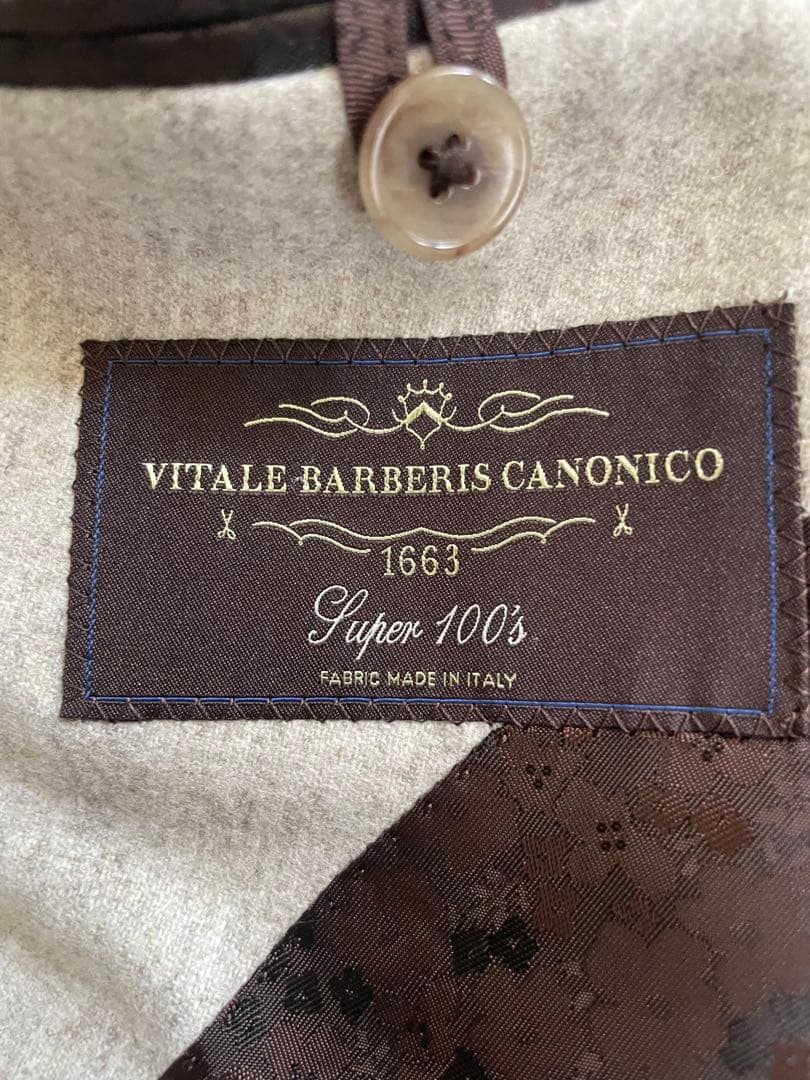 VITALE BARBERIS CANONICO
1663
Super 100's
FABRIC MADE IN ITALY